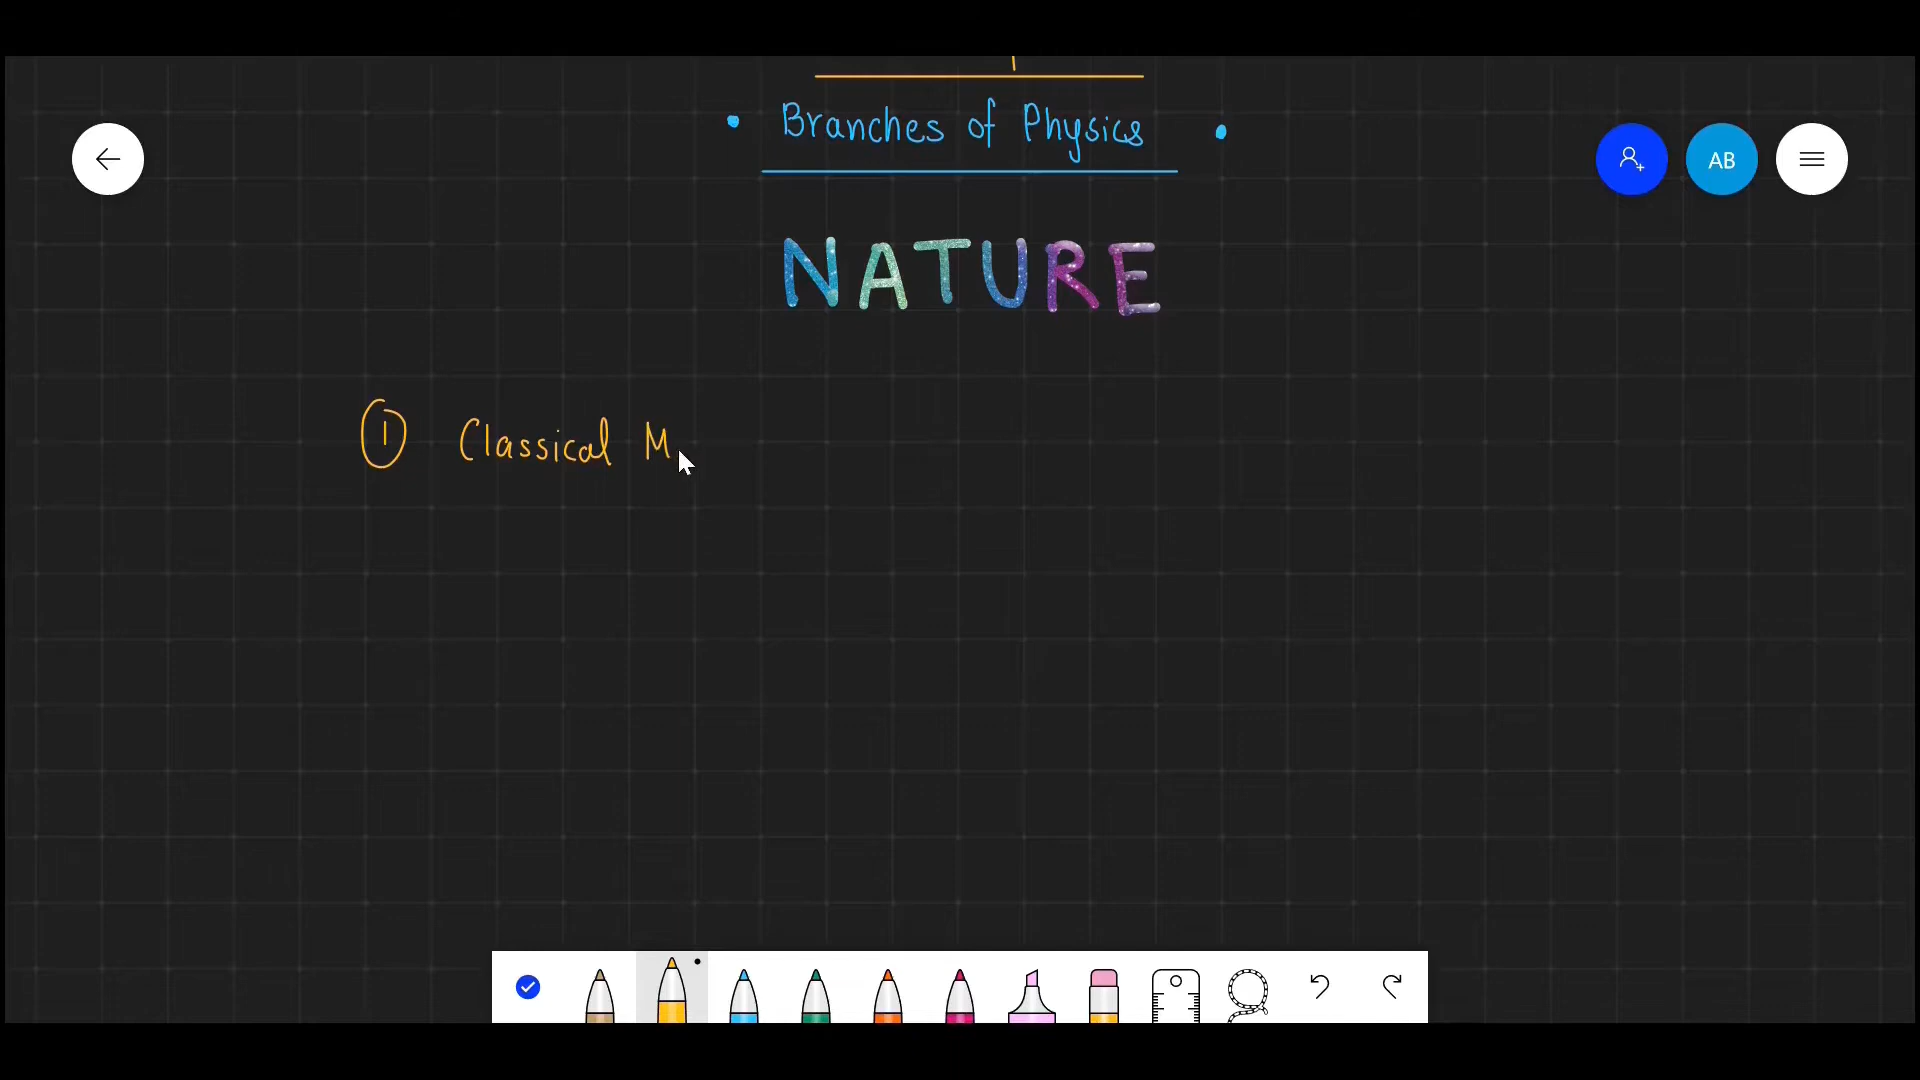 • Branches of Physics •
AB
NATURE
① Classical M